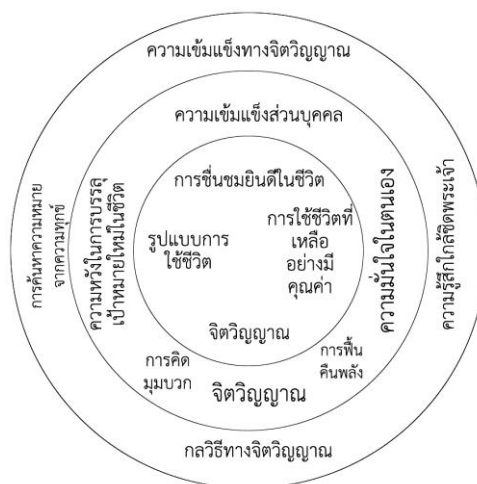 ความเข้มแข็งทางจิตวิญญาณ
ความเข้มแข็งส่วนบุคคล
การชื่นชมยินดีในชีวิต
การค้นหาความหมาย
จากความทุกข์
ความหวังในการบรรลุ
เป้าหมายใหม่ในชีวิต
รูปแบบการ
ใช้ชีวิต
การใช้ชีวิตที่
เหลือ
อย่างมี
คุณค่า
ความมั่นใจในตนเอง
ความรู้สึกใกล้ชิดพระเจ้า
จิตวิญญาณ
การคิด
มุมบวก
การฟื้น
คืนพลัง
จิตวิญญาณ
กลวิธีทางจิตวิญญาณ